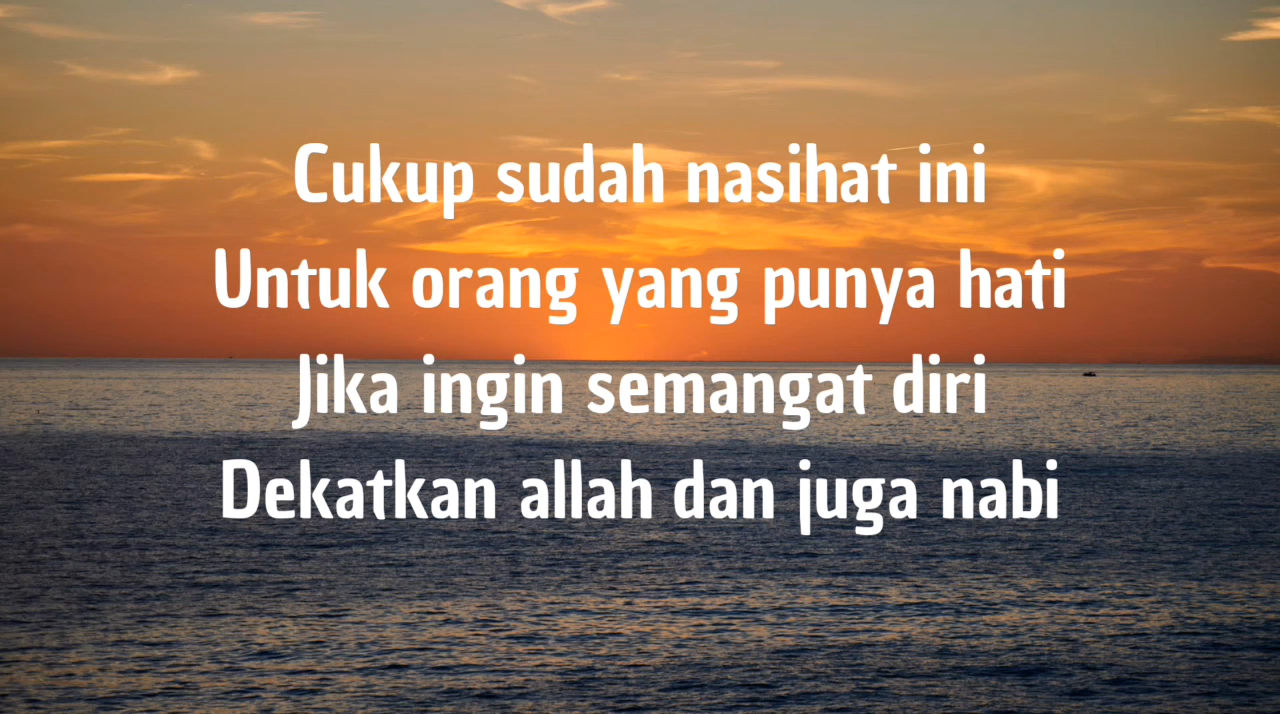 Cukup sudah nasihat ini
Untuk orang yang punya hati
Jika ingin semangat diri
Dekatkan allah dan juga nabi